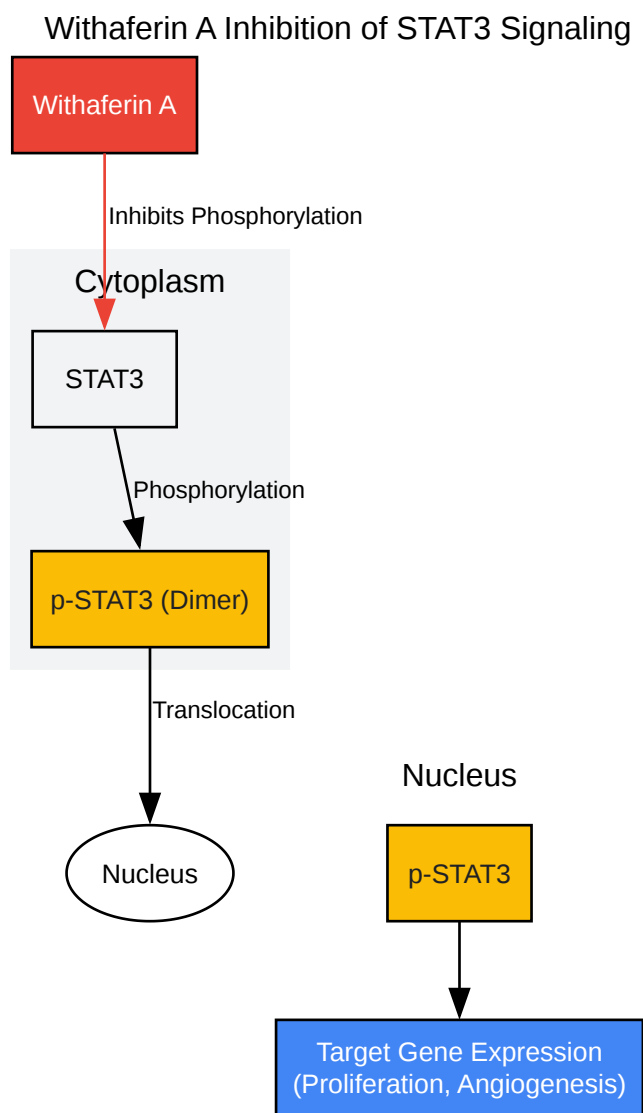 Withaferin A Inhibition of STAT3 Signaling
Withaferin A
Inhibits Phosphorylation
Cytoplasm
STAT3
Phosphorylation
p-STAT3 (Dimer)
Translocation
Nucleus
Nucleus
p-STAT3
Target Gene Expression
(Proliferation, Angiogenesis)